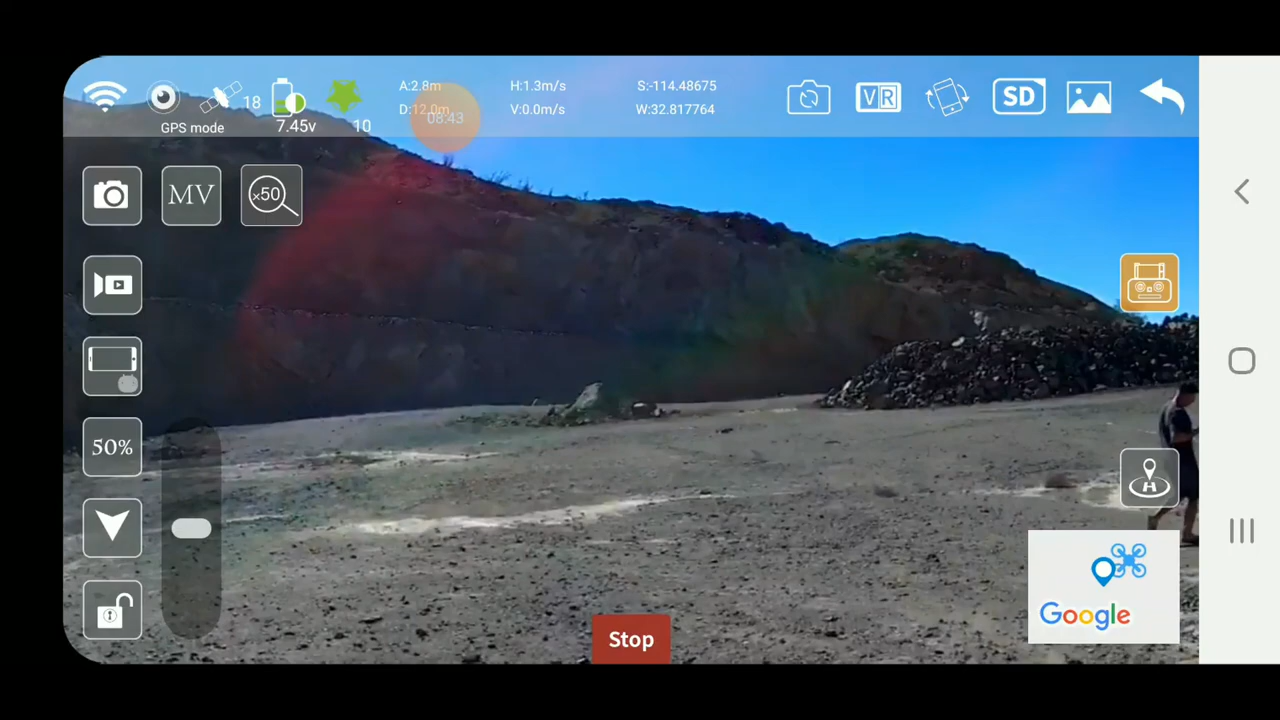 18
GPS mode
7.45v
10
A:2.8m
D:12.0m
08:43
H:1.3m/s
V:0.0m/s
S:-114.48675
W:32.817764
VR
SD
MV
x50
50%
Stop
Google